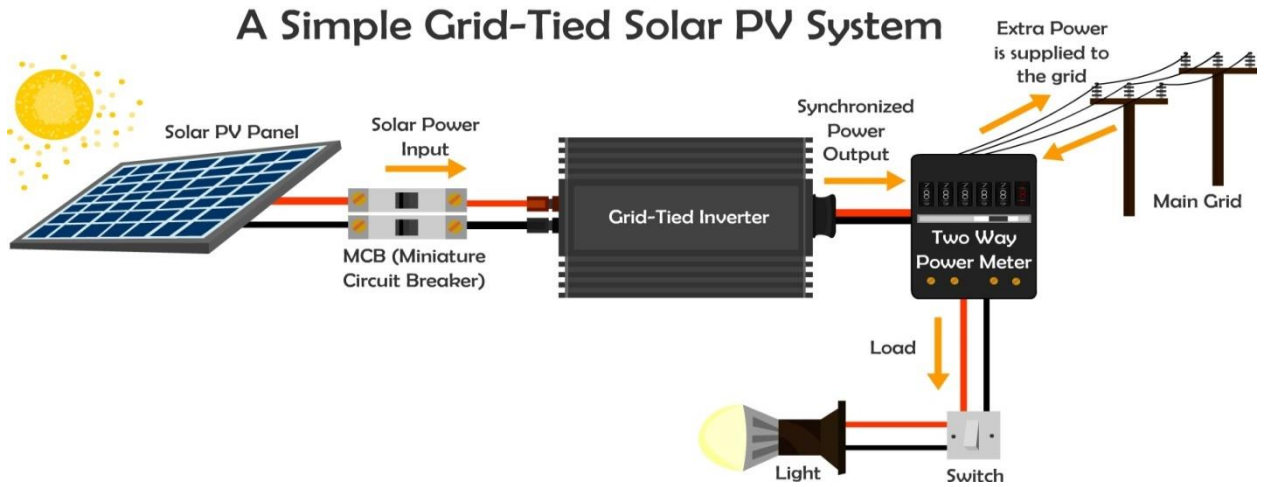 A Simple Grid-Tied Solar PV System
Extra Power
is supplied to
the grid
Solar PV Panel
Solar Power
Input
Synchronized
Power
Output
Main Grid
Grid-Tied Inverter
MCB (Miniature
Circuit Breaker)
Two Way
Power Meter
Load
Light
Switch